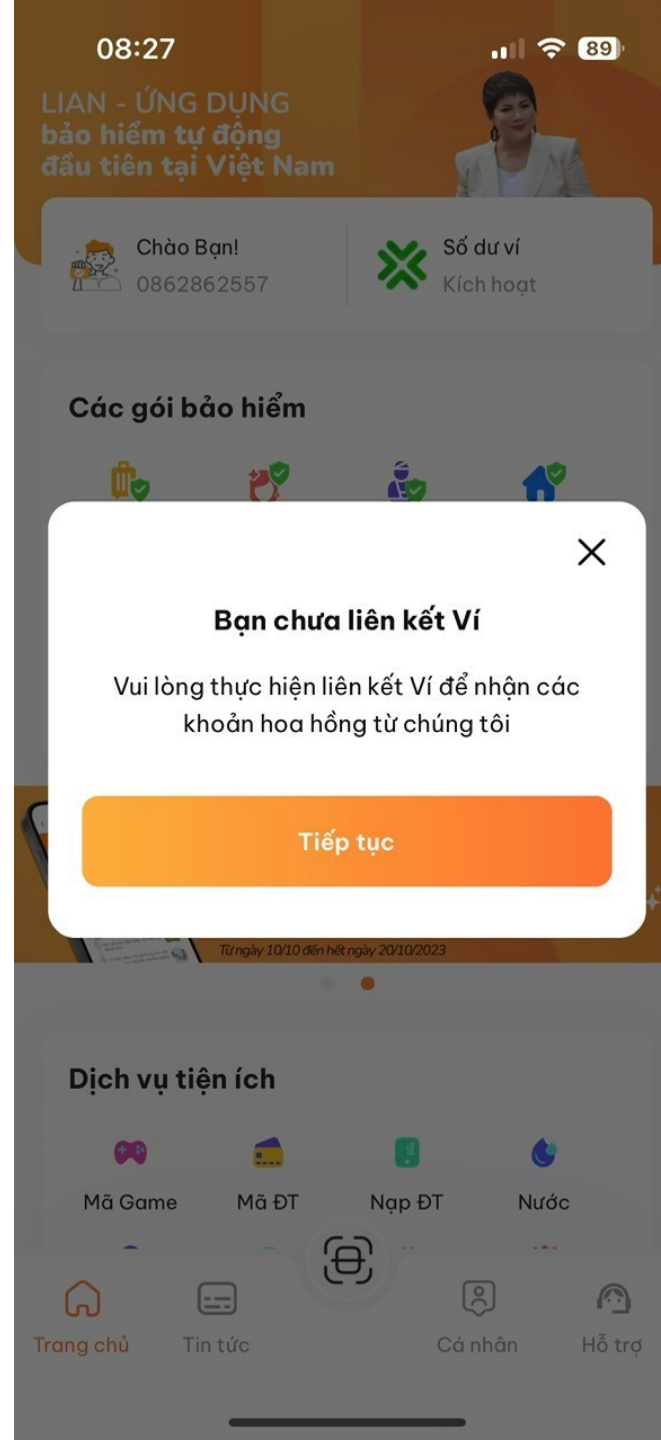 08:27
89
LIAN - ỨNG DỤNG
bảo hiểm tự động
đầu tiên tại Việt Nam
Chào Bạn!
0862862557
Số dư ví
Kích hoạt
Các gói bảo hiểm
Bạn chưa liên kết Ví
Vui lòng thực hiện liên kết Ví để nhận các
khoản hoa hồng từ chúng tôi
Tiếp tục
Từ ngày 10/10 đến hết ngày 20/10/2023
Dịch vụ tiện ích
Mã Game
Mã ĐT
Nạp ĐT
Nước
Trang chủ
Tin tức
Cá nhân
Hỗ trợ